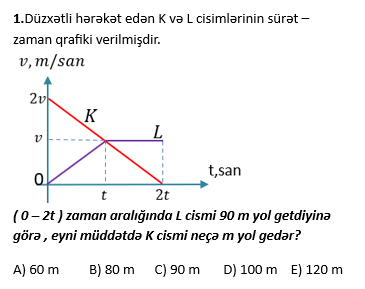 1.Düzxətli hərəkət edən K və L cisimlərinin sürət –
zaman qrafiki verilmişdir.
v, m/san
2v
K
v
L
0
t,san
t
2t
( 0 – 2t ) zaman aralığında L cismi 90 m yol getdiyinə
görə , eyni müddətdə K cismi neçə m yol gedər?
A) 60 m B) 80 m C) 90 m D) 100 m E) 120 m